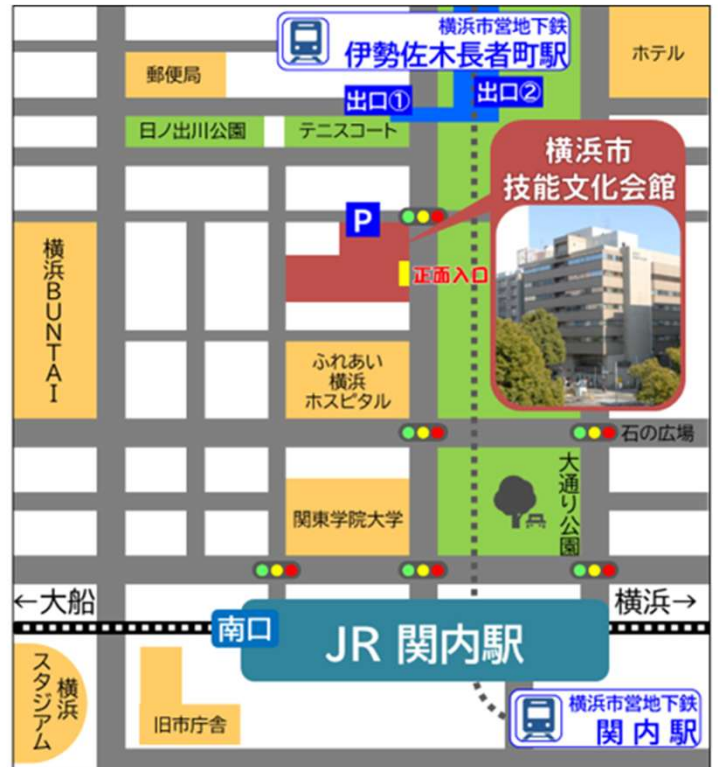 横浜市営地下鉄
伊勢佐木長者町駅
ホテル
郵便局
出口①
出口②
日ノ出川公園
テニスコート
横浜市
技能文化会館
P
正面入口
横浜BUNTAI
ふれあい
横浜
ホスピタル
石の広場
大通り公園
関東学院大学
←大船
横浜→
南口
JR 関内駅
横浜
スタジアム
旧市庁舎
横浜市営地下鉄
関内駅